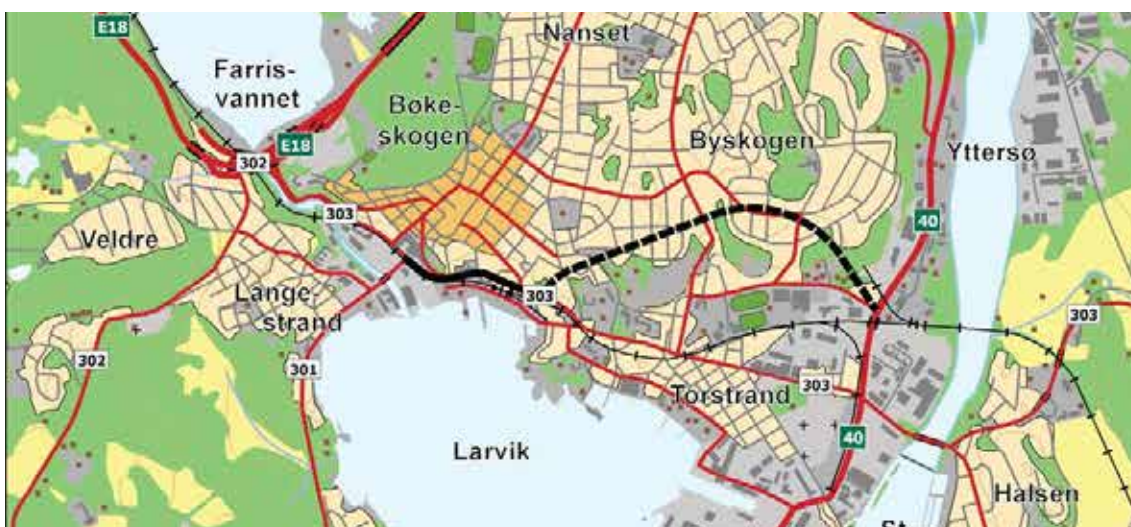 E18
Nanset
Farris-
vannet
Bøke-
skogen
E18
Byskogen
Yttersø
302
303
40
Veldre
Lange-
strand
303
303
302
301
Torstrand
303
40
Larvik
Halsen
St